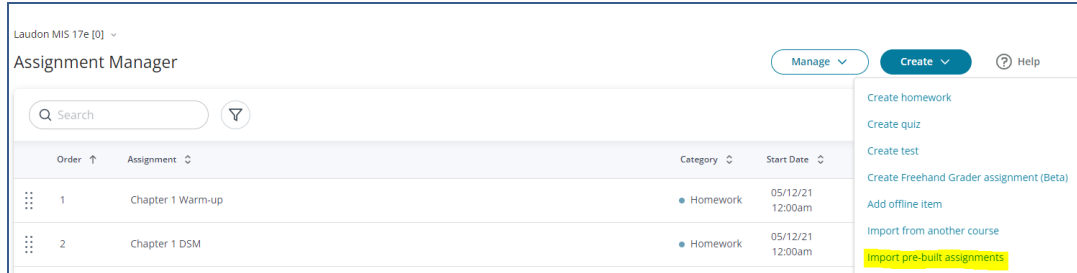 Laudon MIS 17e [0]
Assignment Manager
Manage
Create
Help
Search
Create homework
Create quiz
Create test
Create Freehand Grader assignment (Beta)
Add offline item
Import from another course
Import pre-built assignments
Order Assignment Category Start Date
1 Chapter 1 Warm-up Homework 05/12/21
12:00am
2 Chapter 1 DSM Homework 05/12/21
12:00am